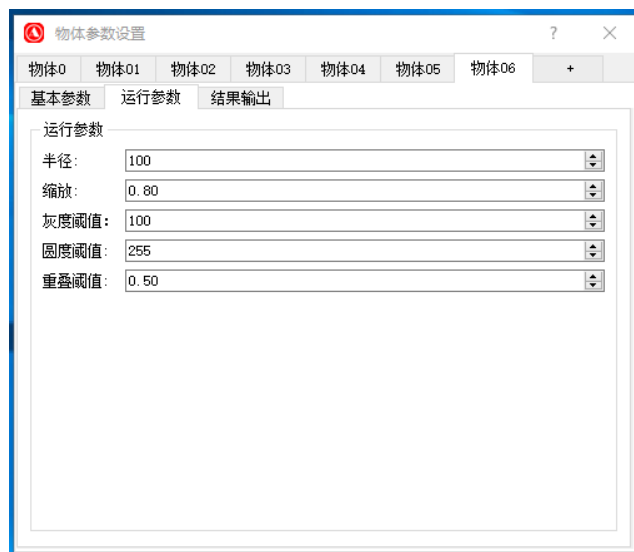 物体参数设置 ?
物体0 物体01 物体02 物体03 物体04 物体05 物体06 +
基本参数 运行参数 结果输出
运行参数
半径: 100
缩放: 0.80
灰度阈值: 100
圆度阈值: 255
重叠阈值: 0.50